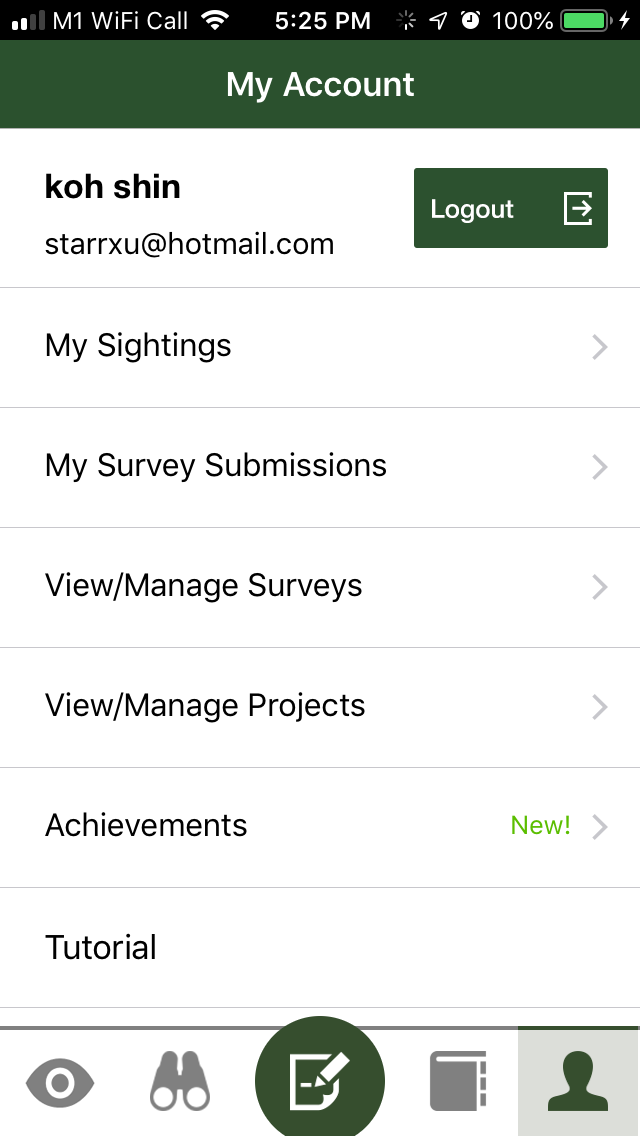 M1 WiFi Call 5:25 PM 100%
My Account
koh shin
Logout
starrxu@hotmail.com
My Sightings
My Survey Submissions
View/Manage Surveys
View/Manage Projects
Achievements New!
Tutorial